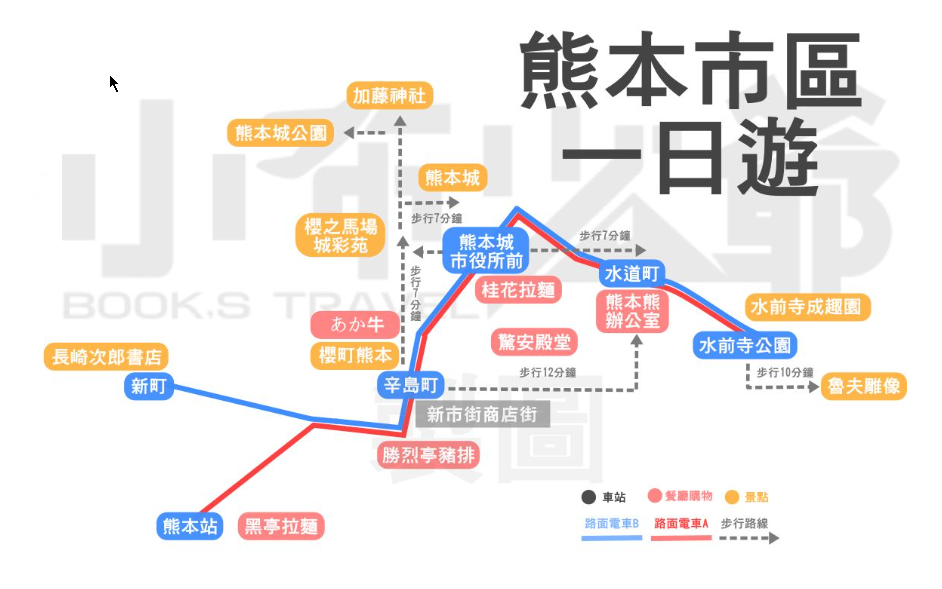 熊本市區
一日遊
加藤神社
熊本城公園
熊本城
步行7分鐘
櫻之馬場
城彩苑
熊本城
市役所前
步行7分鐘
步行7分鐘
水道町
桂花拉麵
熊本熊
辦公室
水前寺成趣園
あか牛
櫻町熊本
驚安殿堂
水前寺公園
長崎次郎書店
新町
辛島町
步行12分鐘
步行10分鐘
魯夫雕像
新市街商店街
勝烈亭豬排
熊本站
黑亭拉麵
車站
餐廳購物
景點
路面電車B
路面電車A
步行路線
小布少爺
BOOK.S TRAVEL
製圖